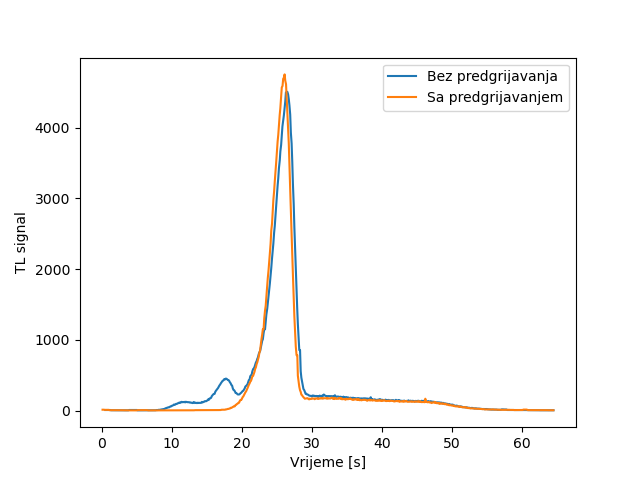 Bez predgrijavanja
Sa predgrijavanjem
4000
3000
2000
1000
0
TL signal
0 10 20 30 40 50 60
Vrijeme [s]